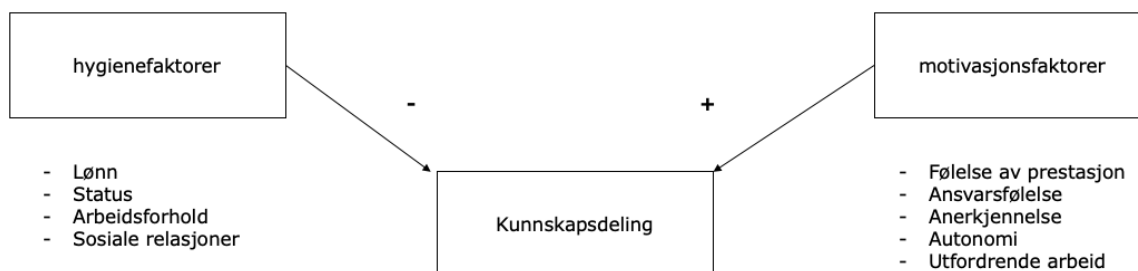 hygienefaktorer
motivasjonsfaktorer
-
+
- Lønn
- Status
- Arbeidsforhold
- Sosiale relasjoner
Kunnskapsdeling
- Følelse av prestasjon
- Ansvarsfølelse
- Anerkjennelse
- Autonomi
- Utfordrende arbeid